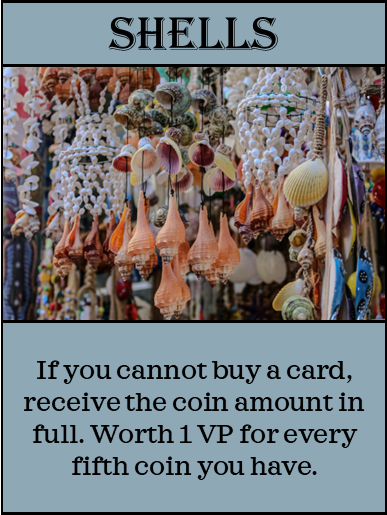 SHELLS
If you cannot buy a card,
receive the coin amount in
full. Worth 1 VP for every
fifth coin you have.